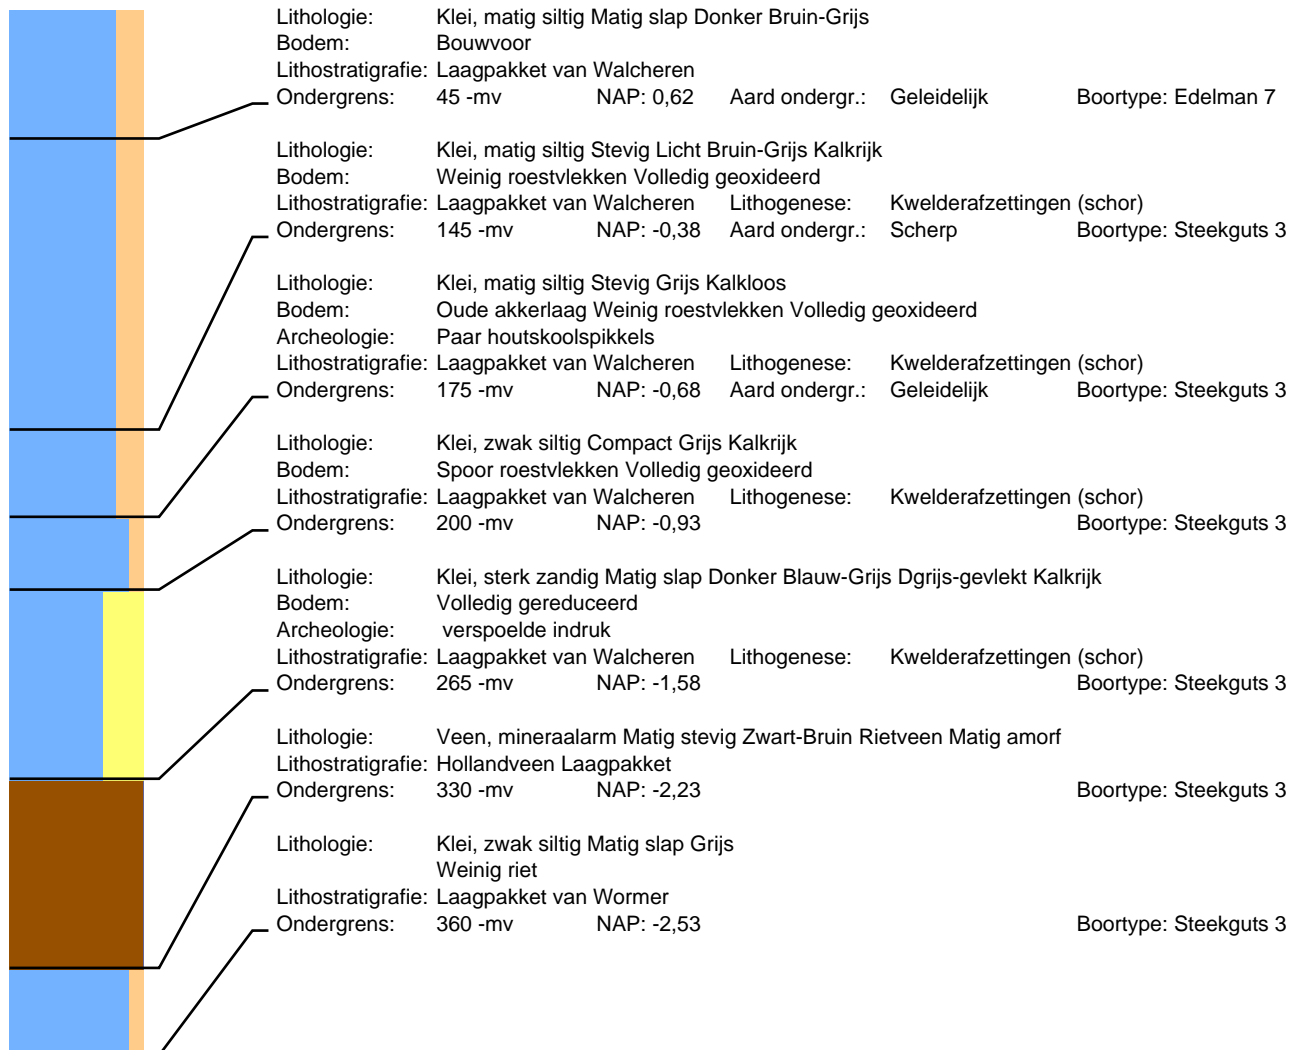 Lithologie: Klei, matig siltig Matig slap Donker Bruin-Grijs
Bodem: Bouwvoor
Lithostratigrafie: Laagpakket van Walcheren
Ondergrens: 45 -mv NAP: 0,62 Aard ondergr.: Geleidelijk Boortype: Edelman 7
Lithologie: Klei, matig siltig Stevig Licht Bruin-Grijs Kalkrijk
Bodem: Weinig roestvlekken Volledig geoxideerd
Lithostratigrafie: Laagpakket van Walcheren Lithogenese: Kwelderafzettingen (schor)
Ondergrens: 145 -mv NAP: -0,38 Aard ondergr.: Scherp Boortype: Steekguts 3
Lithologie: Klei, matig siltig Stevig Grijs Kalkloos
Bodem: Oude akkerlaag Weinig roestvlekken Volledig geoxideerd
Archeologie: Paar houtskoolspikkels
Lithostratigrafie: Laagpakket van Walcheren Lithogenese: Kwelderafzettingen (schor)
Ondergrens: 175 -mv NAP: -0,68 Aard ondergr.: Geleidelijk Boortype: Steekguts 3
Lithologie: Klei, zwak siltig Compact Grijs Kalkrijk
Bodem: Spoor roestvlekken Volledig geoxideerd
Lithostratigrafie: Laagpakket van Walcheren Lithogenese: Kwelderafzettingen (schor)
Ondergrens: 200 -mv NAP: -0,93 Boortype: Steekguts 3
Lithologie: Klei, sterk zandig Matig slap Donker Blauw-Grijs Dgrijs-gevlekt Kalkrijk
Bodem: Volledig gereduceerd
Archeologie: verspoelde indruk
Lithostratigrafie: Laagpakket van Walcheren Lithogenese: Kwelderafzettingen (schor)
Ondergrens: 265 -mv NAP: -1,58 Boortype: Steekguts 3
Lithologie: Veen, mineraalarm Matig stevig Zwart-Bruin Rietveen Matig amorf
Lithostratigrafie: Hollandveen Laagpakket
Ondergrens: 330 -mv NAP: -2,23 Boortype: Steekguts 3
Lithologie: Klei, zwak siltig Matig slap Grijs
Weinig riet
Lithostratigrafie: Laagpakket van Wormer
Ondergrens: 360 -mv NAP: -2,53 Boortype: Steekguts 3